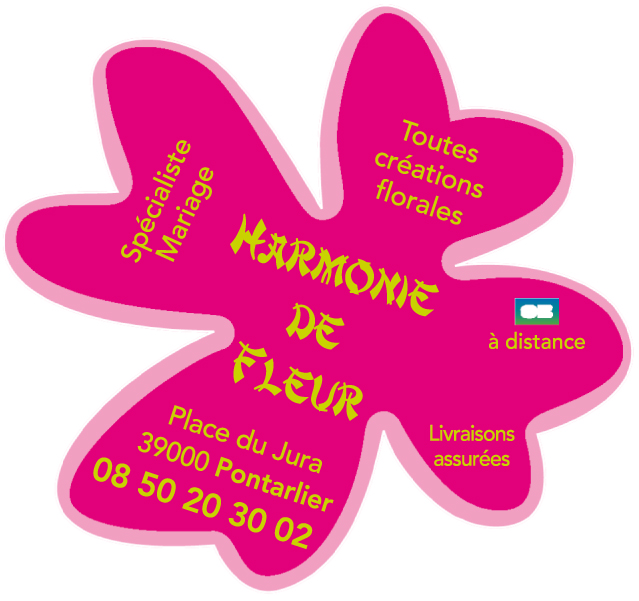 Spécialiste
Mariage
Toutes
créations
florales
HARMONIE
DE
FLEUR
CB
à distance
Livraisons
assurées
Place du Jura
39000 Pontarlier
08 50 20 30 02